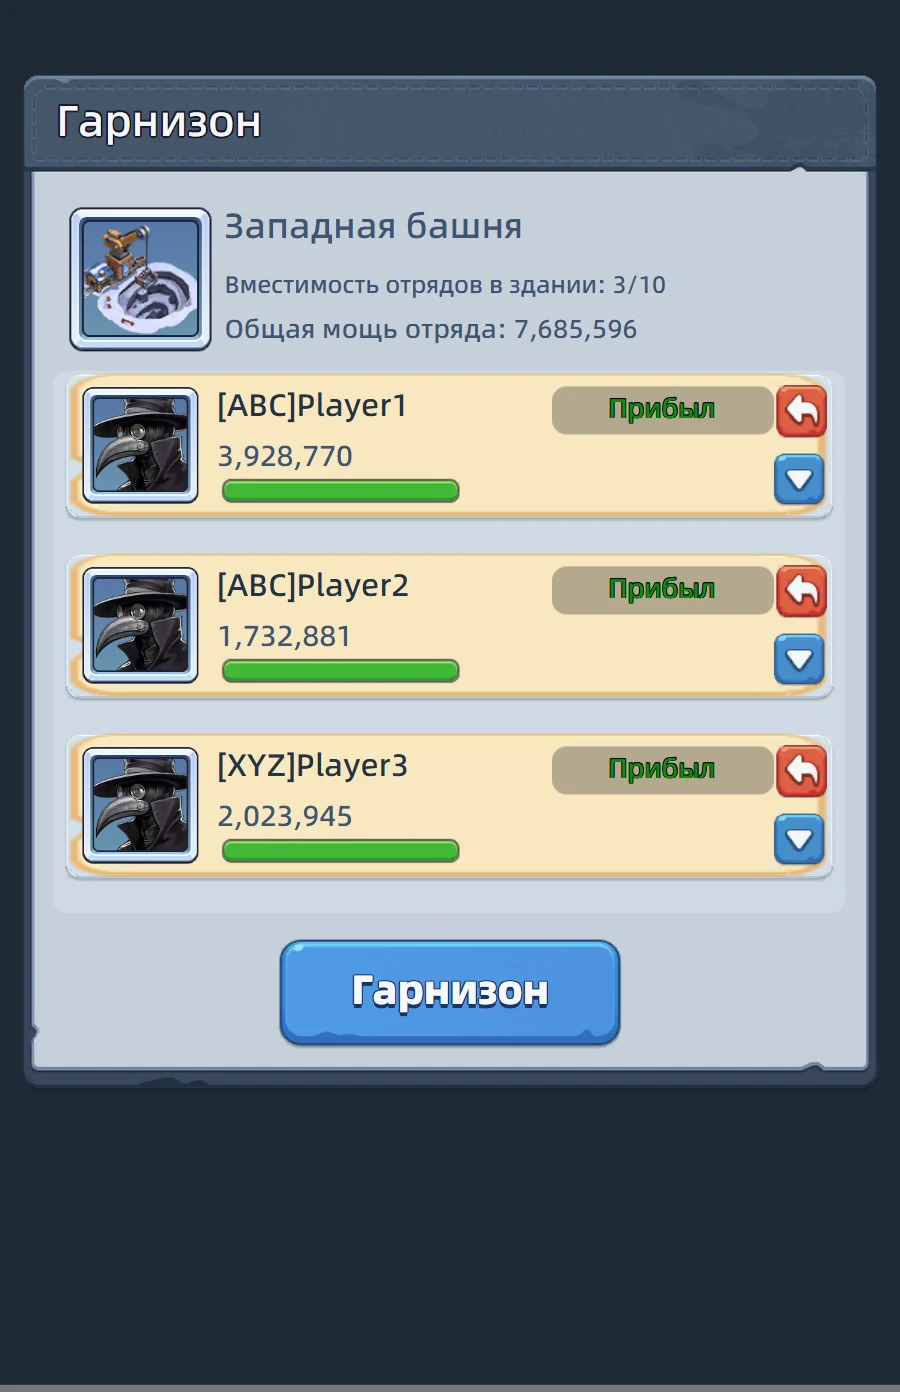 Гарнизон
Западная башня
Вместимость отрядов в здании: 3/10
Общая мощь отряда: 7,685,596
[ABC]Player1
Прибыл
3,928,770
[ABC]Player2
Прибыл
1,732,881
[XYZ]Player3
Прибыл
2,023,945
Гарнизон